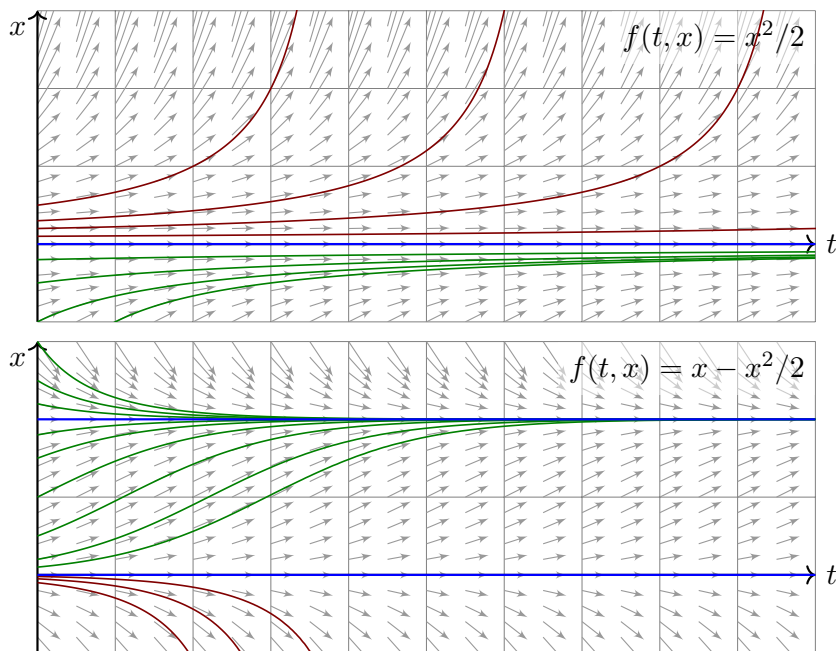 x
f(t, x) = x²/2
t
x
f(t, x) = x − x²/2
t